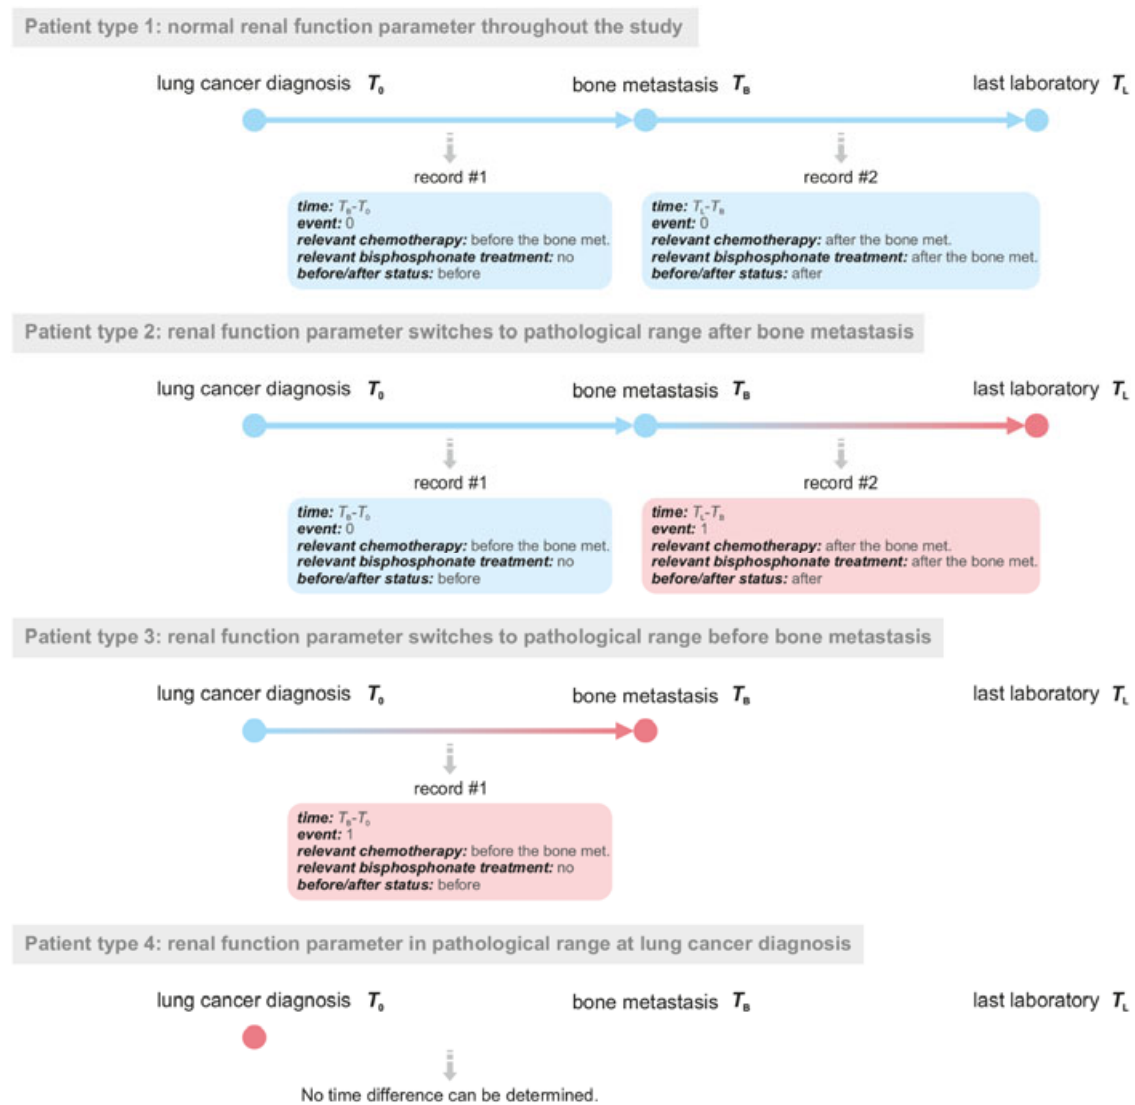 Patient type 1: normal renal function parameter throughout the study
lung cancer diagnosis T0 bone metastasis TB last laboratory TL
record #1 record #2
time: TB-T0
event: 0
relevant chemotherapy: before the bone met.
relevant bisphosphonate treatment: no
before/after status: before
time: TL-TB
event: 0
relevant chemotherapy: after the bone met.
relevant bisphosphonate treatment: after the bone met.
before/after status: after
Patient type 2: renal function parameter switches to pathological range after bone metastasis
lung cancer diagnosis T0 bone metastasis TB last laboratory TL
record #1 record #2
time: TB-T0
event: 0
relevant chemotherapy: before the bone met.
relevant bisphosphonate treatment: no
before/after status: before
time: TL-TB
event: 1
relevant chemotherapy: after the bone met.
relevant bisphosphonate treatment: after the bone met.
before/after status: after
Patient type 3: renal function parameter switches to pathological range before bone metastasis
lung cancer diagnosis T0 bone metastasis TB last laboratory TL
record #1
time: TB-T0
event: 1
relevant chemotherapy: before the bone met.
relevant bisphosphonate treatment: no
before/after status: before
Patient type 4: renal function parameter in pathological range at lung cancer diagnosis
lung cancer diagnosis T0 bone metastasis TB last laboratory TL
No time difference can be determined.